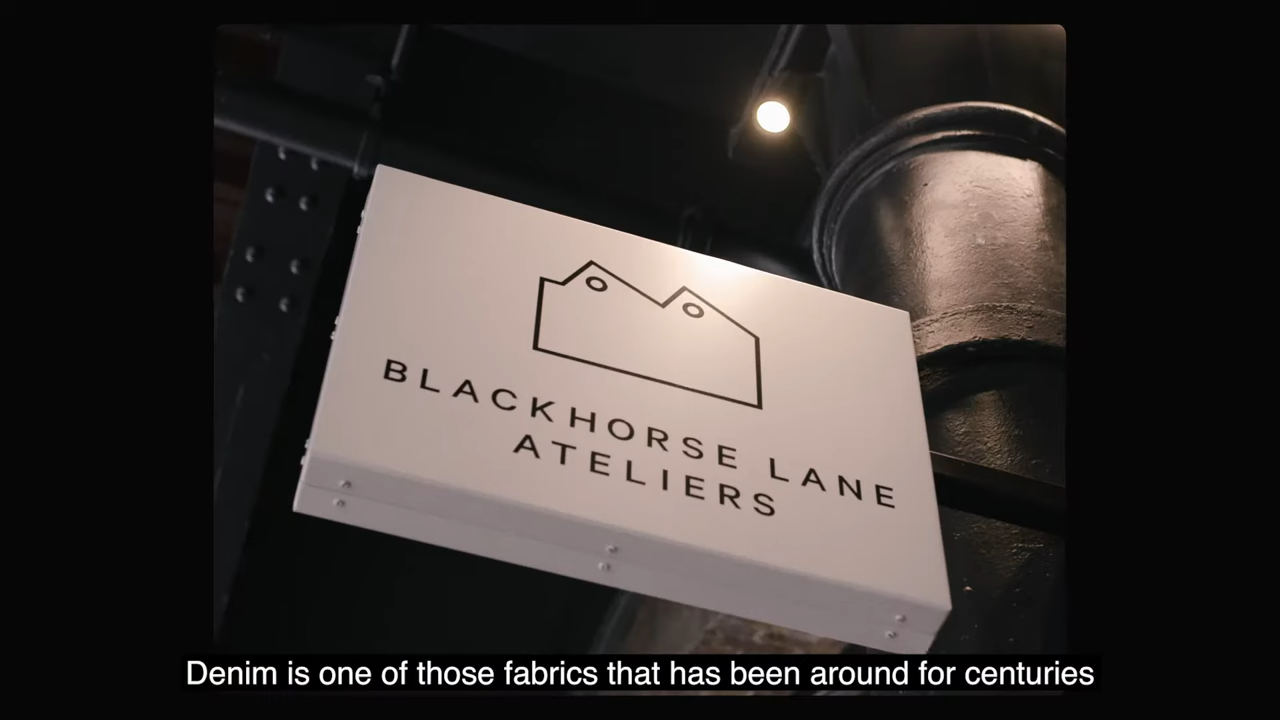 BLACKHORSE LANE
ATELIERS
Denim is one of those fabrics that has been around for centuries